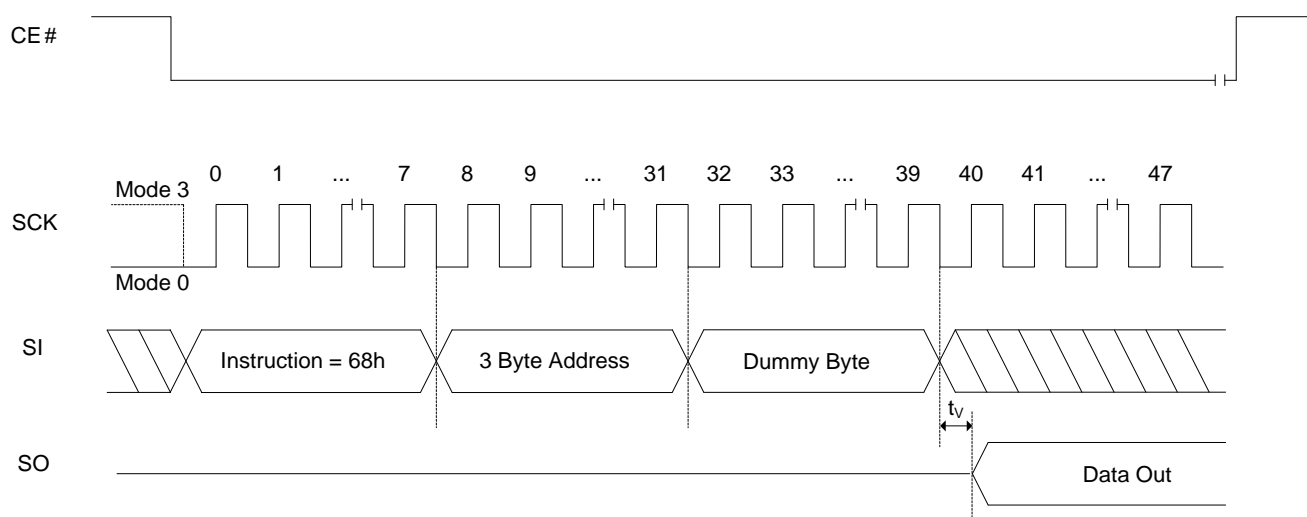 CE #
0 1 ... 7 8 9 ... 31 32 33 ... 39 40 41 ... 47
Mode 3
SCK
Mode 0
SI
Instruction = 68h
3 Byte Address
Dummy Byte
tV
SO
Data Out